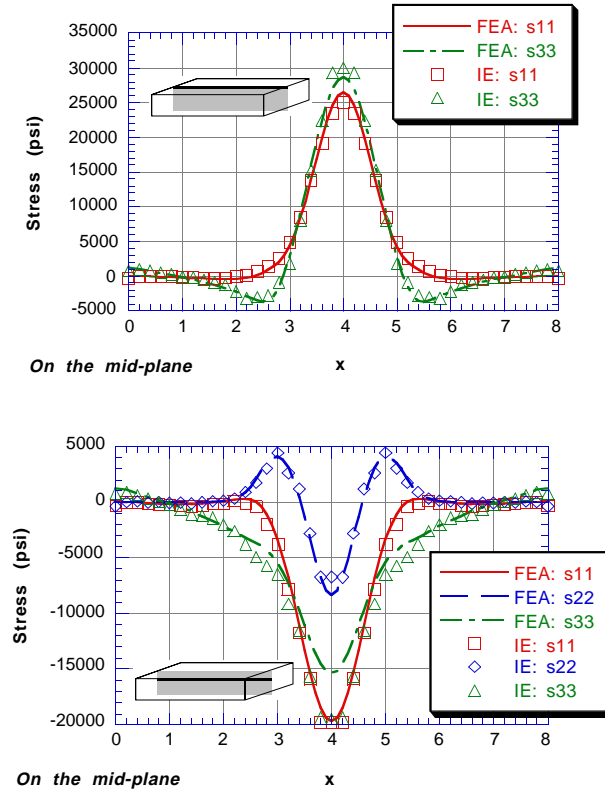 FEA: s11
FEA: s33
IE: s11
IE: s33
35000
30000
25000
20000
15000
10000
5000
0
-5000
Stress (psi)
0 1 2 3 4 5 6 7 8
On the mid-plane x
5000
0
-5000
-10000
-15000
-20000
Stress (psi)
FEA: s11
FEA: s22
FEA: s33
IE: s11
IE: s22
IE: s33
0 1 2 3 4 5 6 7 8
On the mid-plane x